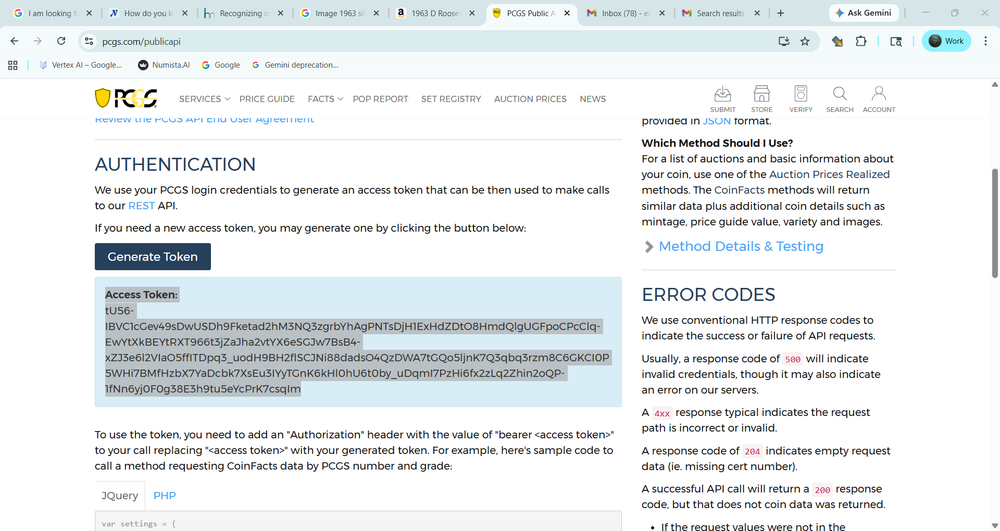 I am looking f
How do you k
Recognizing c
Image 1963 sil
1963 D Roosev
PCGS Public A
Inbox (78) - er
Search results
Ask Gemini
pcgs.com/publicapi
Work
Vertex AI – Google...
Numista.AI
Google
Gemini deprecation...
PCGS
SERVICES
PRICE GUIDE
FACTS
POP REPORT
SET REGISTRY
AUCTION PRICES
NEWS
SUBMIT
STORE
VERIFY
SEARCH
ACCOUNT
Review the PCGS API End User Agreement
AUTHENTICATION
We use your PCGS login credentials to generate an access token that can be then used to make calls
to our REST API.
If you need a new access token, you may generate one by clicking the button below:
Generate Token
Access Token:
tU56-
To use the token, you need to add an "Authorization" header with the value of "bearer <access token>"
to your call replacing "<access token>" with your generated token. For example, here's sample code to
call a method requesting CoinFacts data by PCGS number and grade:
JQuery
PHP
var settings = {
provided in JSON format.
Which Method Should I Use?
For a list of auctions and basic information about
your coin, use one of the Auction Prices Realized
methods. The CoinFacts methods will return
similar data plus additional coin details such as
mintage, price guide value, variety and images.
Method Details & Testing
ERROR CODES
We use conventional HTTP response codes to
indicate the success or failure of API requests.
Usually, a response code of 500 will indicate
invalid credentials, though it may also indicate
an error on our servers.
A 4xx response typical indicates the request
path is incorrect or invalid.
A response code of 204 indicates empty request
data (ie. missing cert number).
A successful API call will return a 200 response
code, but that does not coin data was returned.
• If the request values were not in the